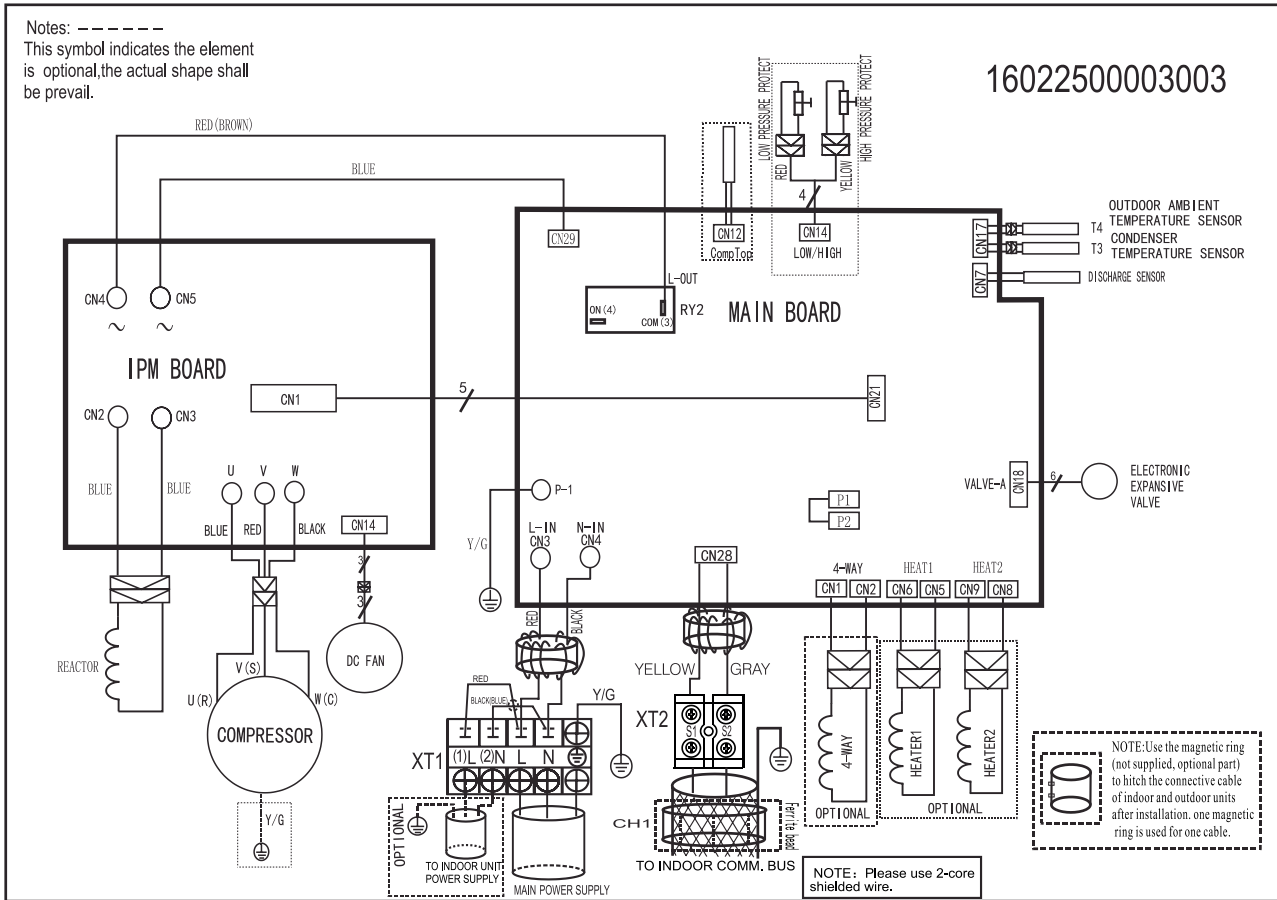 Notes: – – – – – –
This symbol indicates the element
is optional,the actual shape shall
be prevail.
16022500003003
RED(BROWN)
BLUE
LOW PRESSURE PROTECT
HIGH PRESSURE PROTECT
RED
YELLOW
4
CN29
CN12
CompTop
CN14
LOW/HIGH
CN17
T4
OUTDOOR AMBIENT
TEMPERATURE SENSOR
T3
CONDENSER
TEMPERATURE SENSOR
CN7
DISCHARGE SENSOR
CN4
CN5
~
~
IPM BOARD
L-OUT
ON(4)
COM(3)
RY2
MAIN BOARD
CN1
5
CN21
CN2
CN3
BLUE
BLUE
U
V
W
BLUE
RED
BLACK
CN14
3
3
P-1
Y/G
L-IN
CN3
N-IN
CN4
CN28
P1
P2
VALVE-A
CN18
6
ELECTRONIC
EXPANSIVE
VALVE
4-WAY
HEAT1
HEAT2
CN1
CN2
CN6
CN5
CN9
CN8
REACTOR
V(S)
U(R)
W(C)
COMPRESSOR
DC FAN
Y/G
RED
BLACK
RED
BLACK(BLUE)
Y/G
XT1
(1)L
(2)N
L
N
OPTIONAL
TO INDOOR UNIT
POWER SUPPLY
MAIN POWER SUPPLY
YELLOW
GRAY
XT2
S1
S2
CH1
Ferrite bead
TO INDOOR COMM. BUS
4-WAY
OPTIONAL
HEATER1
HEATER2
OPTIONAL
NOTE: Please use 2-core
shielded wire.
NOTE:Use the magnetic ring
(not supplied, optional part)
to hitch the connective cable
of indoor and outdoor units
after installation. one magnetic
ring is used for one cable.